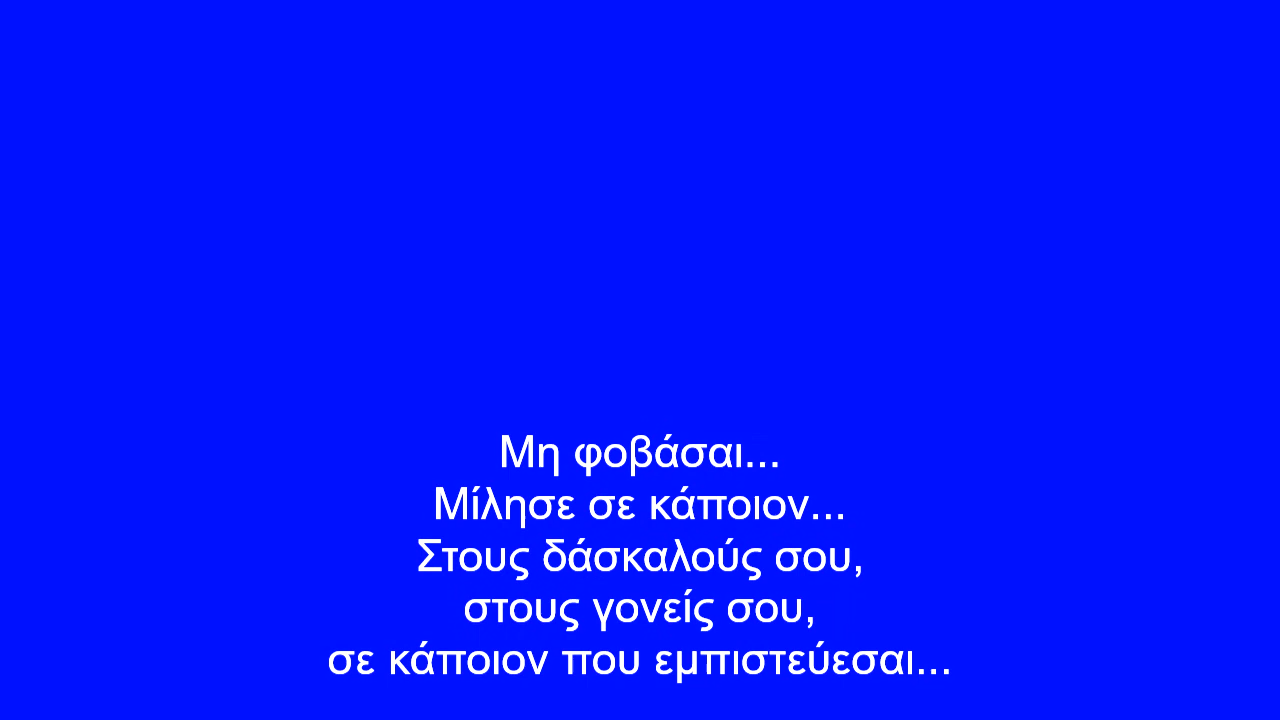 Μη φοβάσαι...
Μίλησε σε κάποιον...
Στους δάσκαλούς σου,
στους γονείς σου,
σε κάποιον που εμπιστεύεσαι...